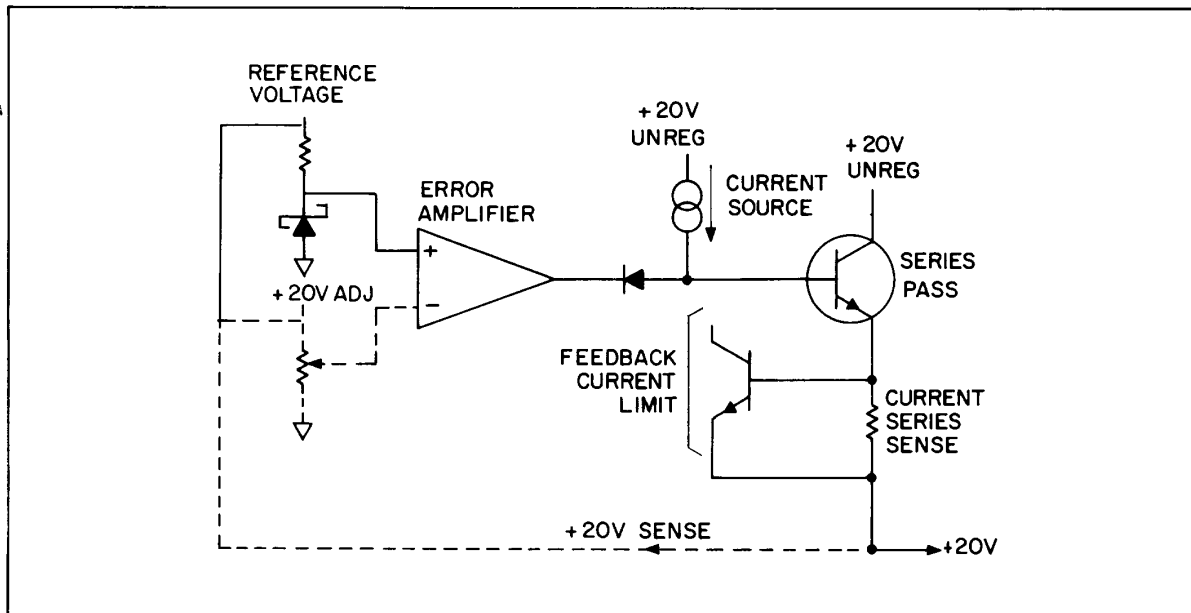 REFERENCE
VOLTAGE
+20V
UNREG
+20V
UNREG
ERROR
AMPLIFIER
CURRENT
SOURCE
+
SERIES
PASS
+20V ADJ
−
FEEDBACK
CURRENT
LIMIT
CURRENT
SERIES
SENSE
+20V SENSE
+20V